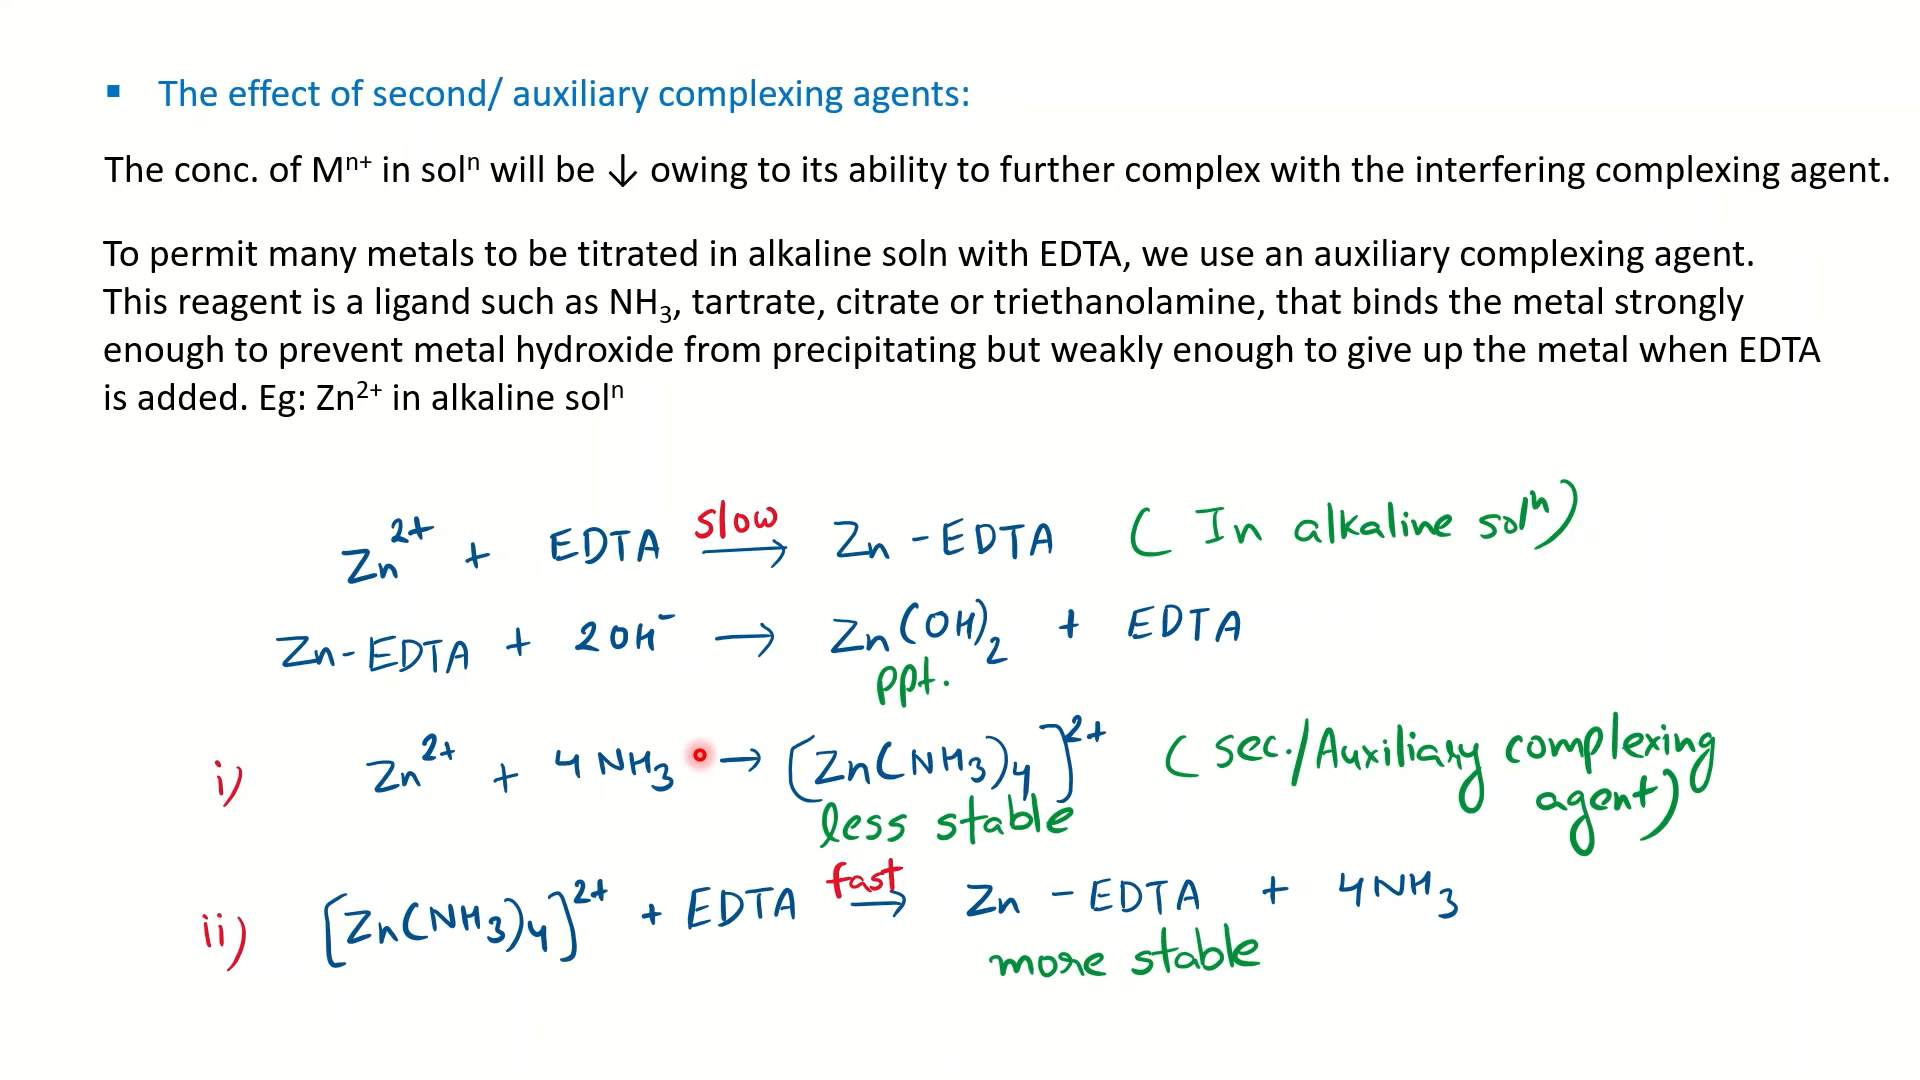 ▪ The effect of second/ auxiliary complexing agents:
The conc. of Mⁿ⁺ in solⁿ will be ↓ owing to its ability to further complex with the interfering complexing agent.
To permit many metals to be titrated in alkaline soln with EDTA, we use an auxiliary complexing agent.
This reagent is a ligand such as NH₃, tartrate, citrate or triethanolamine, that binds the metal strongly
enough to prevent metal hydroxide from precipitating but weakly enough to give up the metal when EDTA
is added. Eg: Zn²⁺ in alkaline solⁿ
Zn²⁺ + EDTA slow → Zn - EDTA ( In alkaline solⁿ)
Zn - EDTA + 2OH⁻ → Zn(OH)₂ + EDTA
ppt.
i) Zn²⁺ + 4NH₃ → [Zn(NH₃)₄]²⁺ ( sec./Auxiliary complexing
less stable agent)
ii) [Zn(NH₃)₄]²⁺ + EDTA fast → Zn - EDTA + 4NH₃
more stable